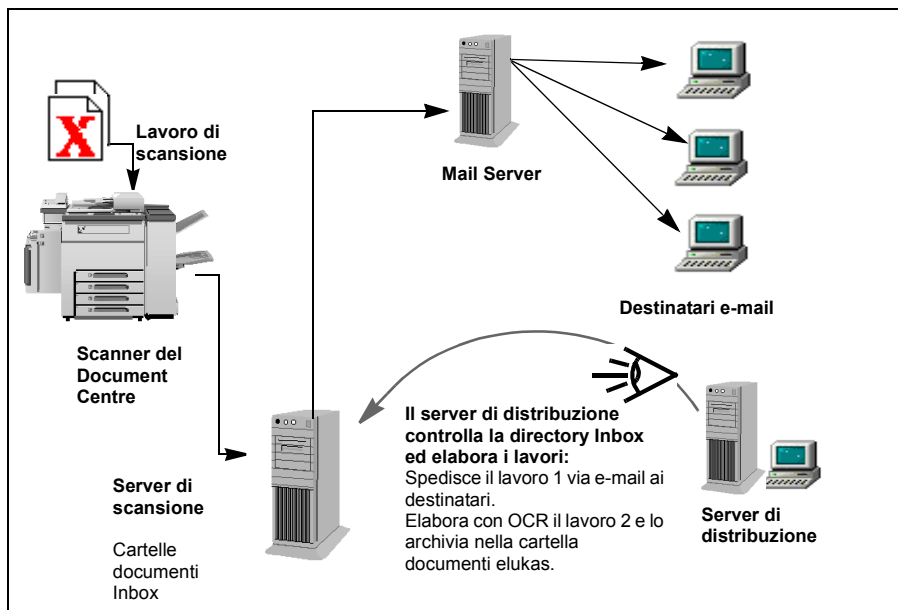 X
Lavoro di
scansione
Mail Server
Destinatari e-mail
Scanner del
Document
Centre
Il server di distribuzione
controlla la directory Inbox
ed elabora i lavori:
Spedisce il lavoro 1 via e-mail ai
destinatari.
Elabora con OCR il lavoro 2 e lo
archivia nella cartella
documenti elukas.
Server di
scansione
Cartelle
documenti
Inbox
Server di
distribuzione